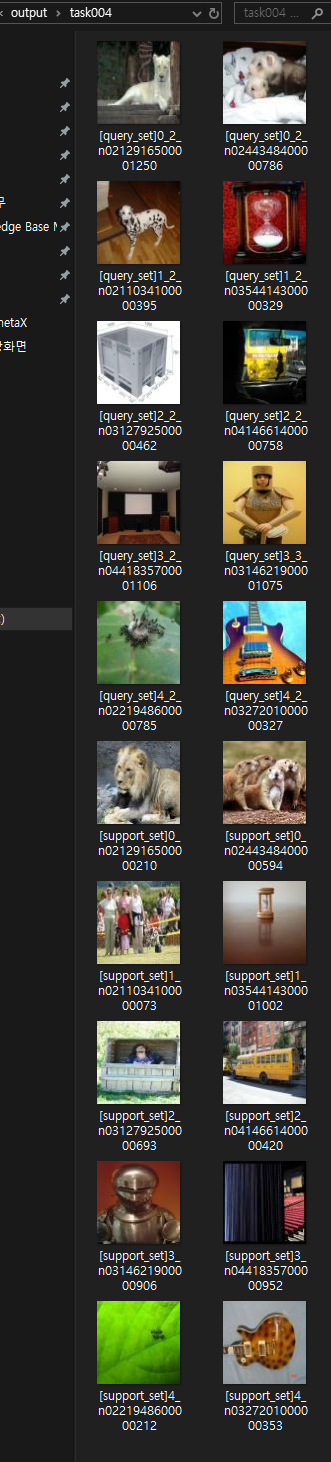 output > task004
task004 ...
[query_set]0_2_
n02129165000
01250
[query_set]0_2_
n02443484000
00786
[query_set]1_2_
n02110341000
00395
[query_set]1_2_
n03544143000
00329
[query_set]2_2_
n03127925000
00462
[query_set]2_2_
n04146614000
00758
[query_set]3_2_
n04418357000
01106
[query_set]3_3_
n03146219000
01075
[query_set]4_2_
n02219486000
00785
[query_set]4_2_
n03272010000
00327
[support_set]0_
n02129165000
00210
[support_set]0_
n02443484000
00594
[support_set]1_
n02110341000
00073
[support_set]1_
n03544143000
01002
[support_set]2_
n03127925000
00693
[support_set]2_
n04146614000
00420
[support_set]3_
n03146219000
00906
[support_set]3_
n04418357000
00952
[support_set]4_
n02219486000
00212
[support_set]4_
n03272010000
00353
무
edge Base
netaX
화면